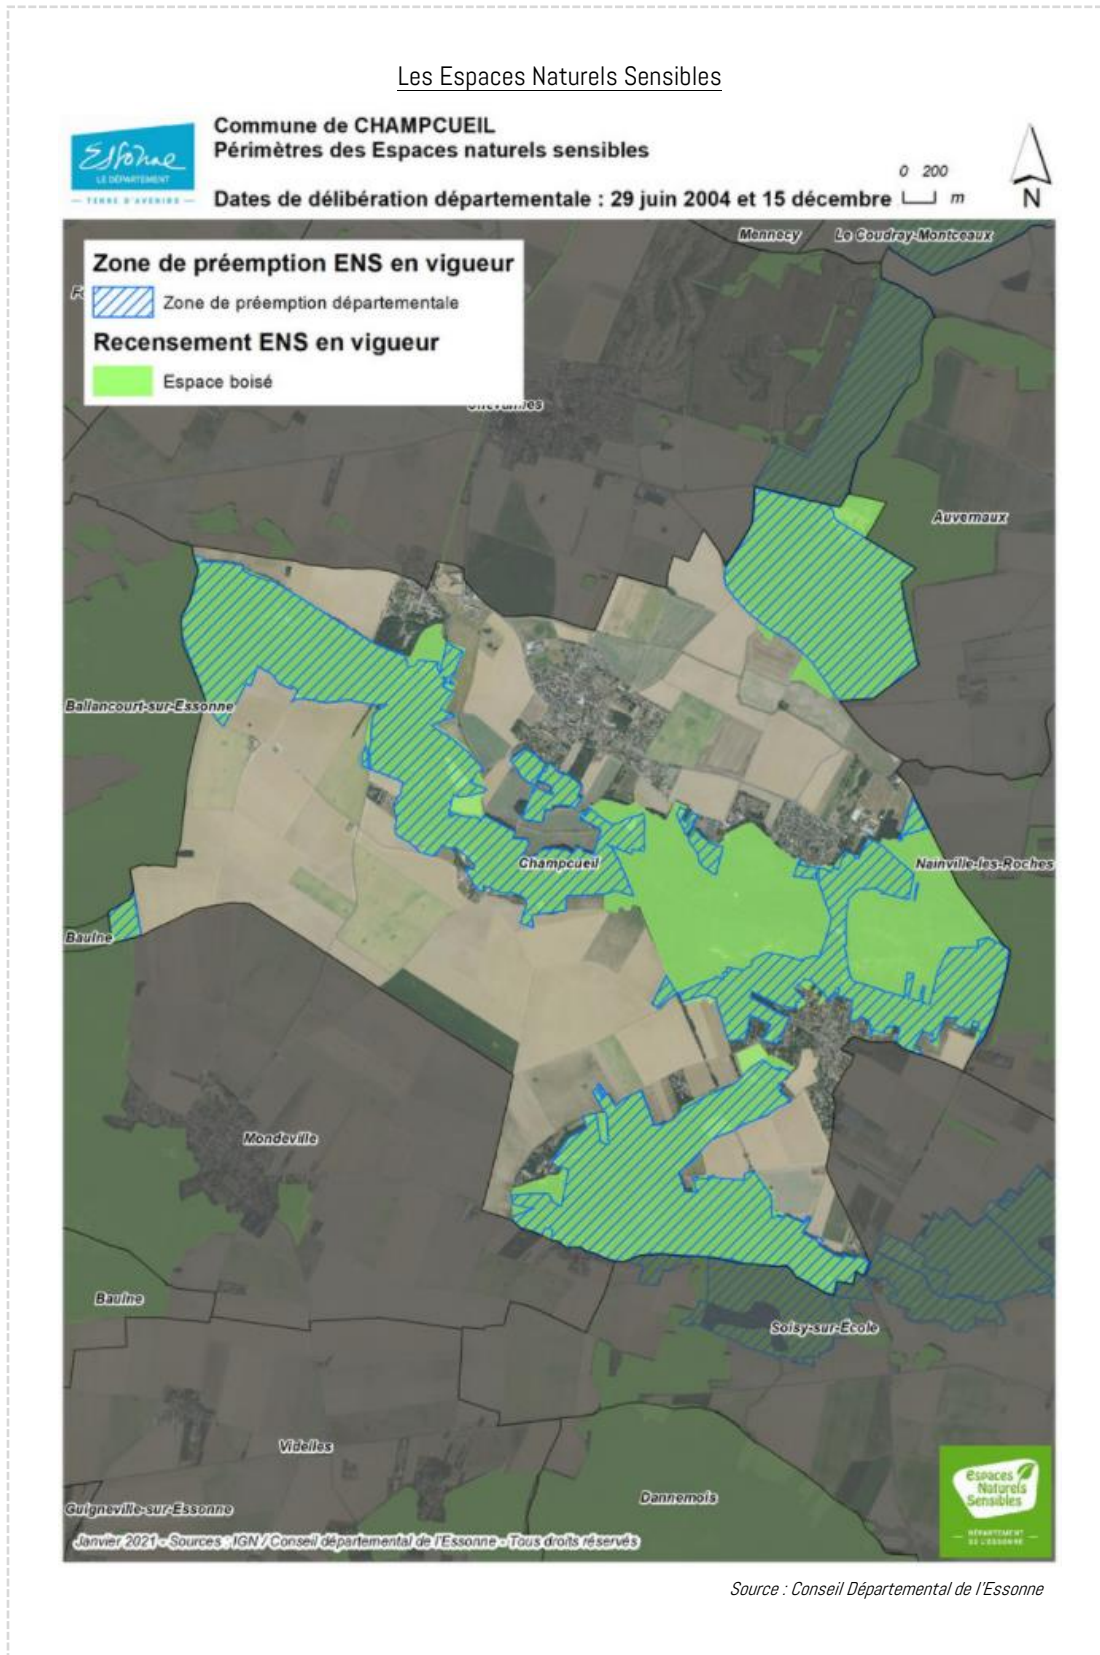 Les Espaces Naturels Sensibles
Essonne
LE DÉPARTEMENT
— TERRE D'AVENIRS —
Commune de CHAMPCUEIL
Périmètres des Espaces naturels sensibles
Dates de délibération départementale : 29 juin 2004 et 15 décembre
0 200
m
N
Mennecy
Le Coudray-Montceaux
Zone de préemption ENS en vigueur
Zone de préemption départementale
Recensement ENS en vigueur
Espace boisé
Auvernaux
Ballancourt-sur-Essonne
Champcueil
Nainville-les-Roches
Baulne
Mondeville
Baulne
Soisy-sur-École
Videlles
Dannemois
Guigneville-sur-Essonne
Janvier 2021 - Sources : IGN / Conseil départemental de l'Essonne - Tous droits réservés
Espaces
Naturels
Sensibles
— DÉPARTEMENT —
DE L'ESSONNE
Source : Conseil Départemental de l'Essonne